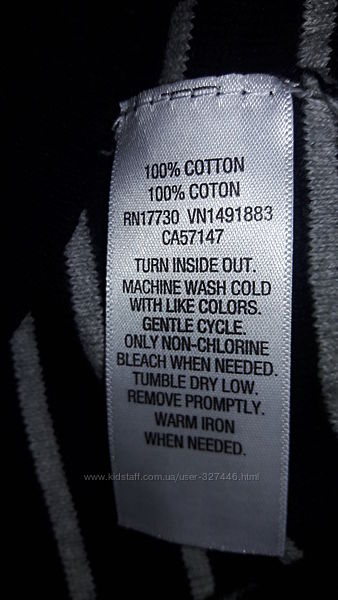 100% COTTON
100% COTON
RN17730 VN1491883
CA57147
TURN INSIDE OUT.
MACHINE WASH COLD
WITH LIKE COLORS.
GENTLE CYCLE.
ONLY NON-CHLORINE
BLEACH WHEN NEEDED.
TUMBLE DRY LOW.
REMOVE PROMPTLY.
WARM IRON
WHEN NEEDED.
www.kidstaff.com.ua/user-327446.html